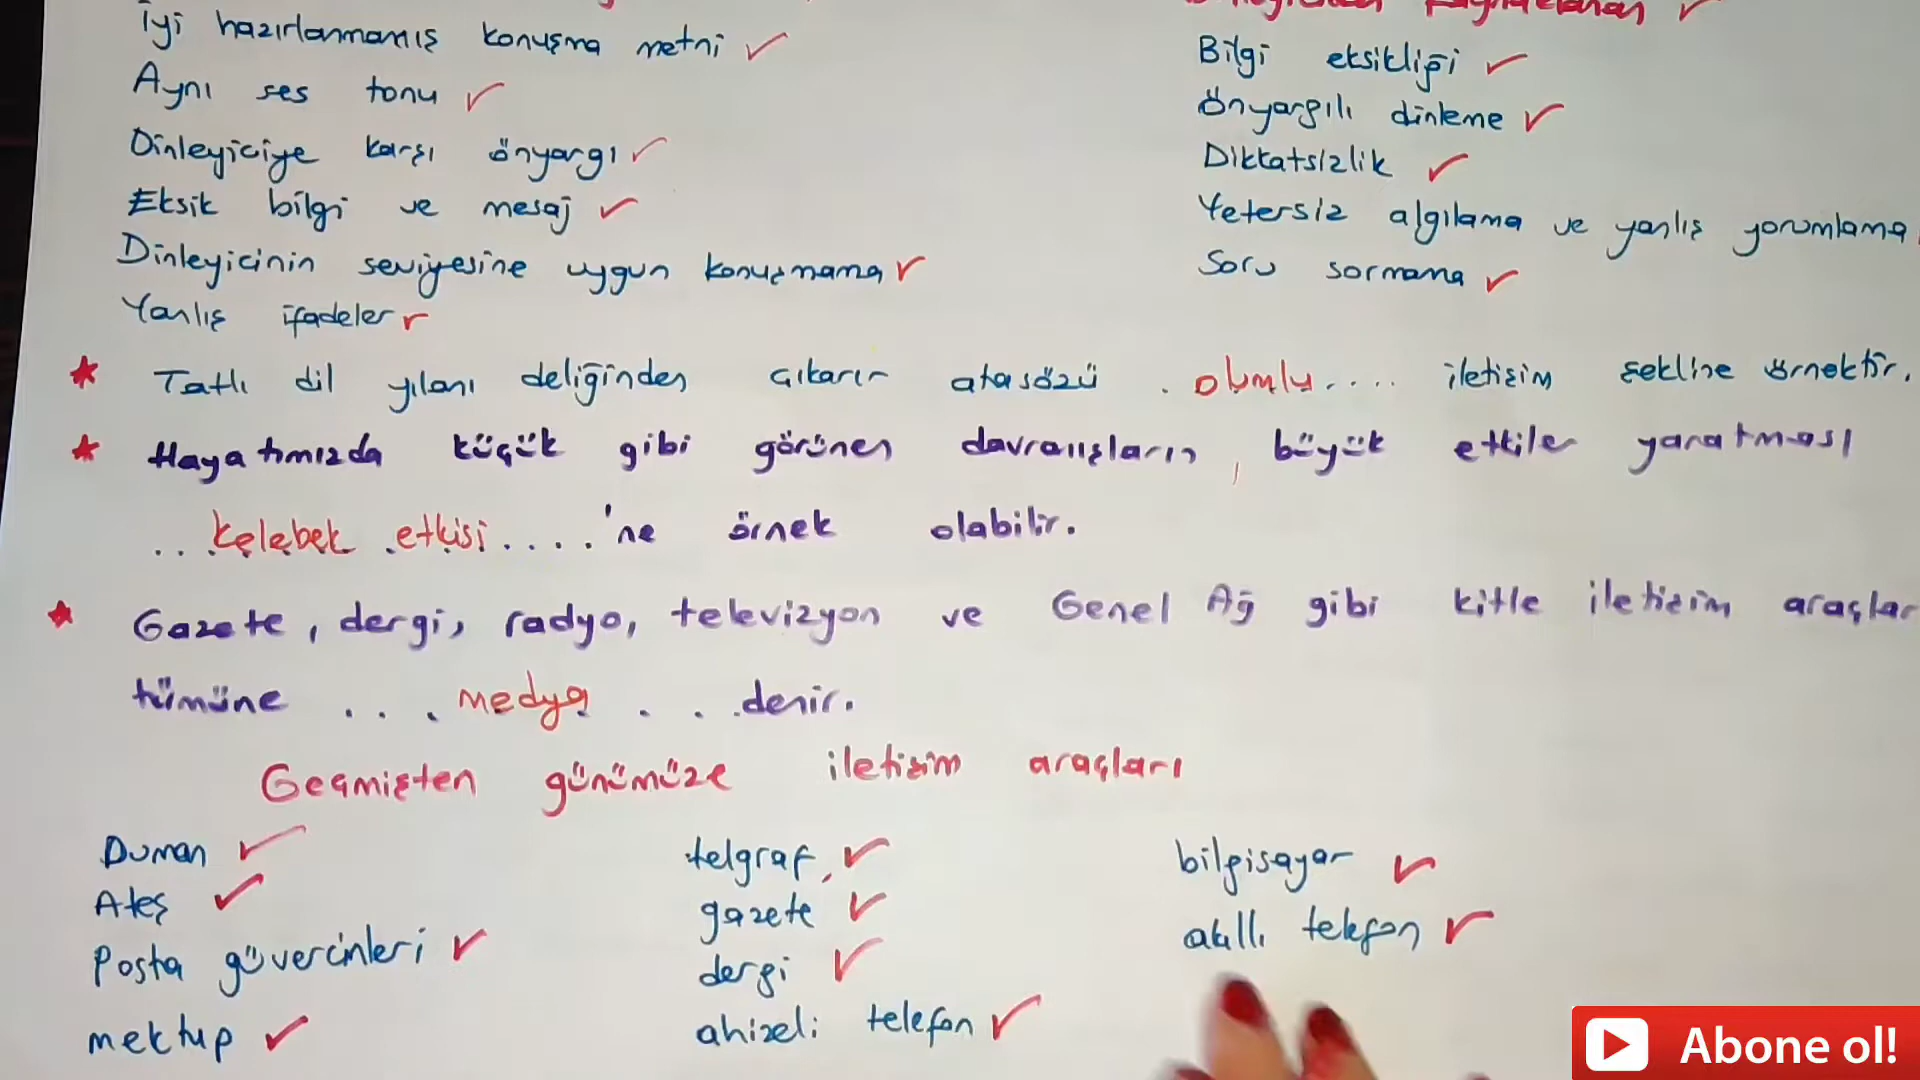 İyi hazırlanmamış konuşma metni ✓
Aynı ses tonu ✓
Dinleyiciye karşı önyargı ✓
Eksik bilgi ve mesaj ✓
Dinleyicinin seviyesine uygun konuşmama ✓
Yanlış ifadeler ✓
Bilgi eksikliği ✓
Önyargılı dinleme ✓
Dikkatsizlik ✓
Yetersiz algılama ve yanlış yorumlama
Soru sormama ✓
★ Tatlı dil yılanı deliğinden çıkarır atasözü . olumlu.... iletişim şekline örnektir.
★ Hayatımızda küçük gibi görünen davranışların, büyük etkiler yaratması
... kelebek etkisi.....'ne örnek olabilir.
★ Gazete, dergi, radyo, televizyon ve Genel Ağ gibi kitle iletişim araçlar
tümüne ... medya ... denir.
Geçmişten günümüze iletişim araçları
Duman ✓
Ateş ✓
Posta güvercinleri ✓
mektup ✓
telgraf ✓
gazete ✓
dergi ✓
ahizeli telefon ✓
bilgisayar ✓
akıllı telefon ✓
Abone ol!